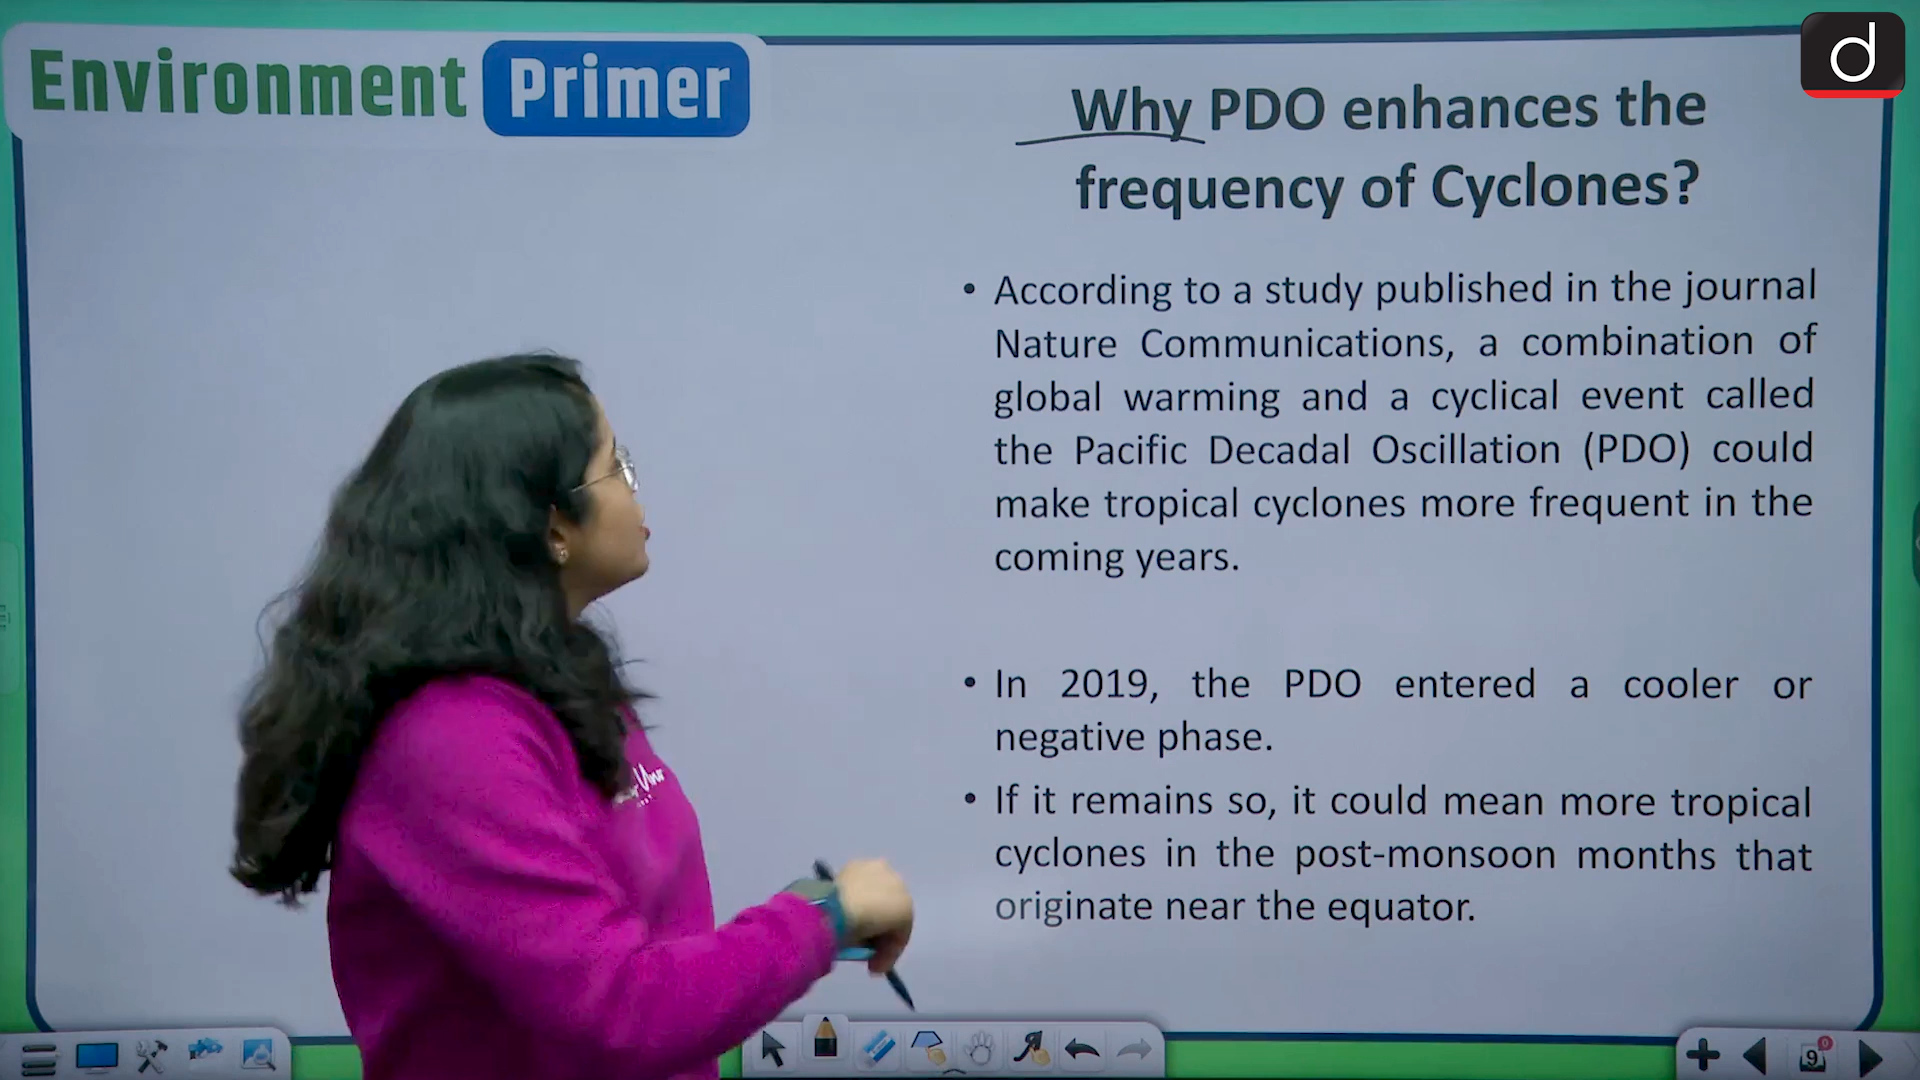 Environment Primer
d
Why PDO enhances the
frequency of Cyclones?
• According to a study published in the journal
Nature Communications, a combination of
global warming and a cyclical event called
the Pacific Decadal Oscillation (PDO) could
make tropical cyclones more frequent in the
coming years.
• In 2019, the PDO entered a cooler or
negative phase.
• If it remains so, it could mean more tropical
cyclones in the post-monsoon months that
originate near the equator.
9
0